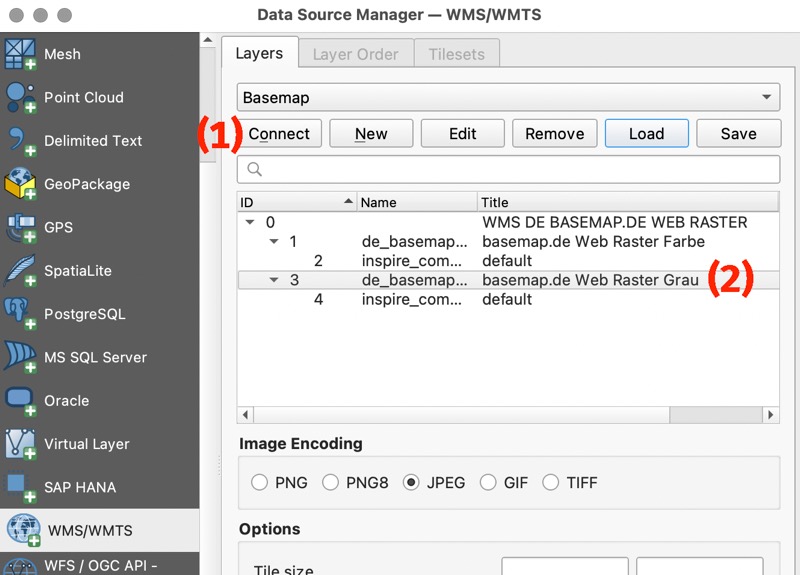 Data Source Manager — WMS/WMTS
Mesh
Point Cloud
Delimited Text
GeoPackage
GPS
SpatiaLite
PostgreSQL
MS SQL Server
Oracle
Virtual Layer
SAP HANA
WMS/WMTS
WFS / OGC API -
Layers Layer Order Tilesets
Basemap
(1) Connect New Edit Remove Load Save
ID Name Title
0 WMS DE BASEMAP.DE WEB RASTER
1 de_basemap... basemap.de Web Raster Farbe
2 inspire_com... default
3 de_basemap... basemap.de Web Raster Grau (2)
4 inspire_com... default
Image Encoding
PNG PNG8 JPEG GIF TIFF
Options
Tile size